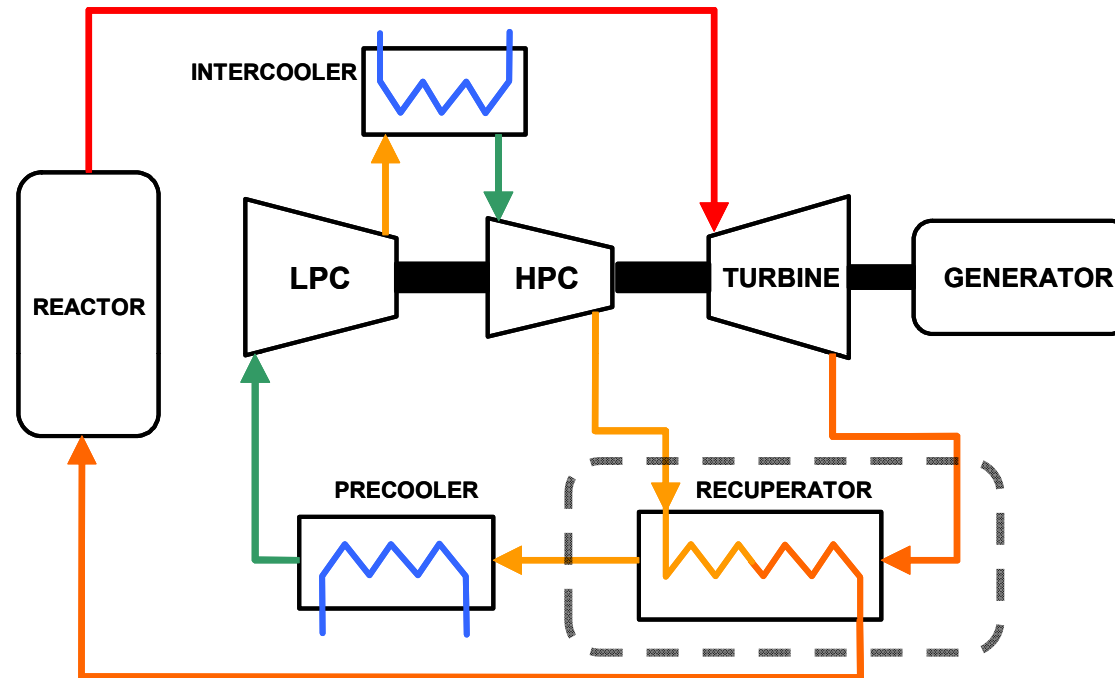 INTERCOOLER
LPC
HPC
TURBINE
GENERATOR
REACTOR
PRECOOLER
RECUPERATOR